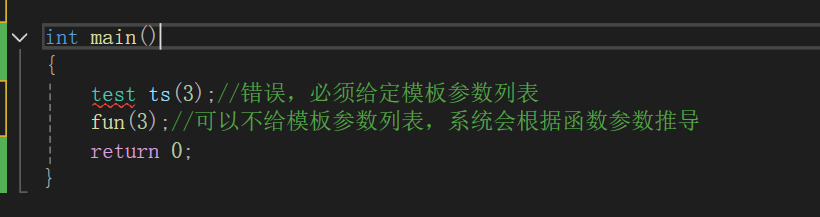 int main()
{
test ts(3);//错误，必须给定模板参数列表
fun(3);//可以不给模板参数列表，系统会根据函数参数推导
return 0;
}